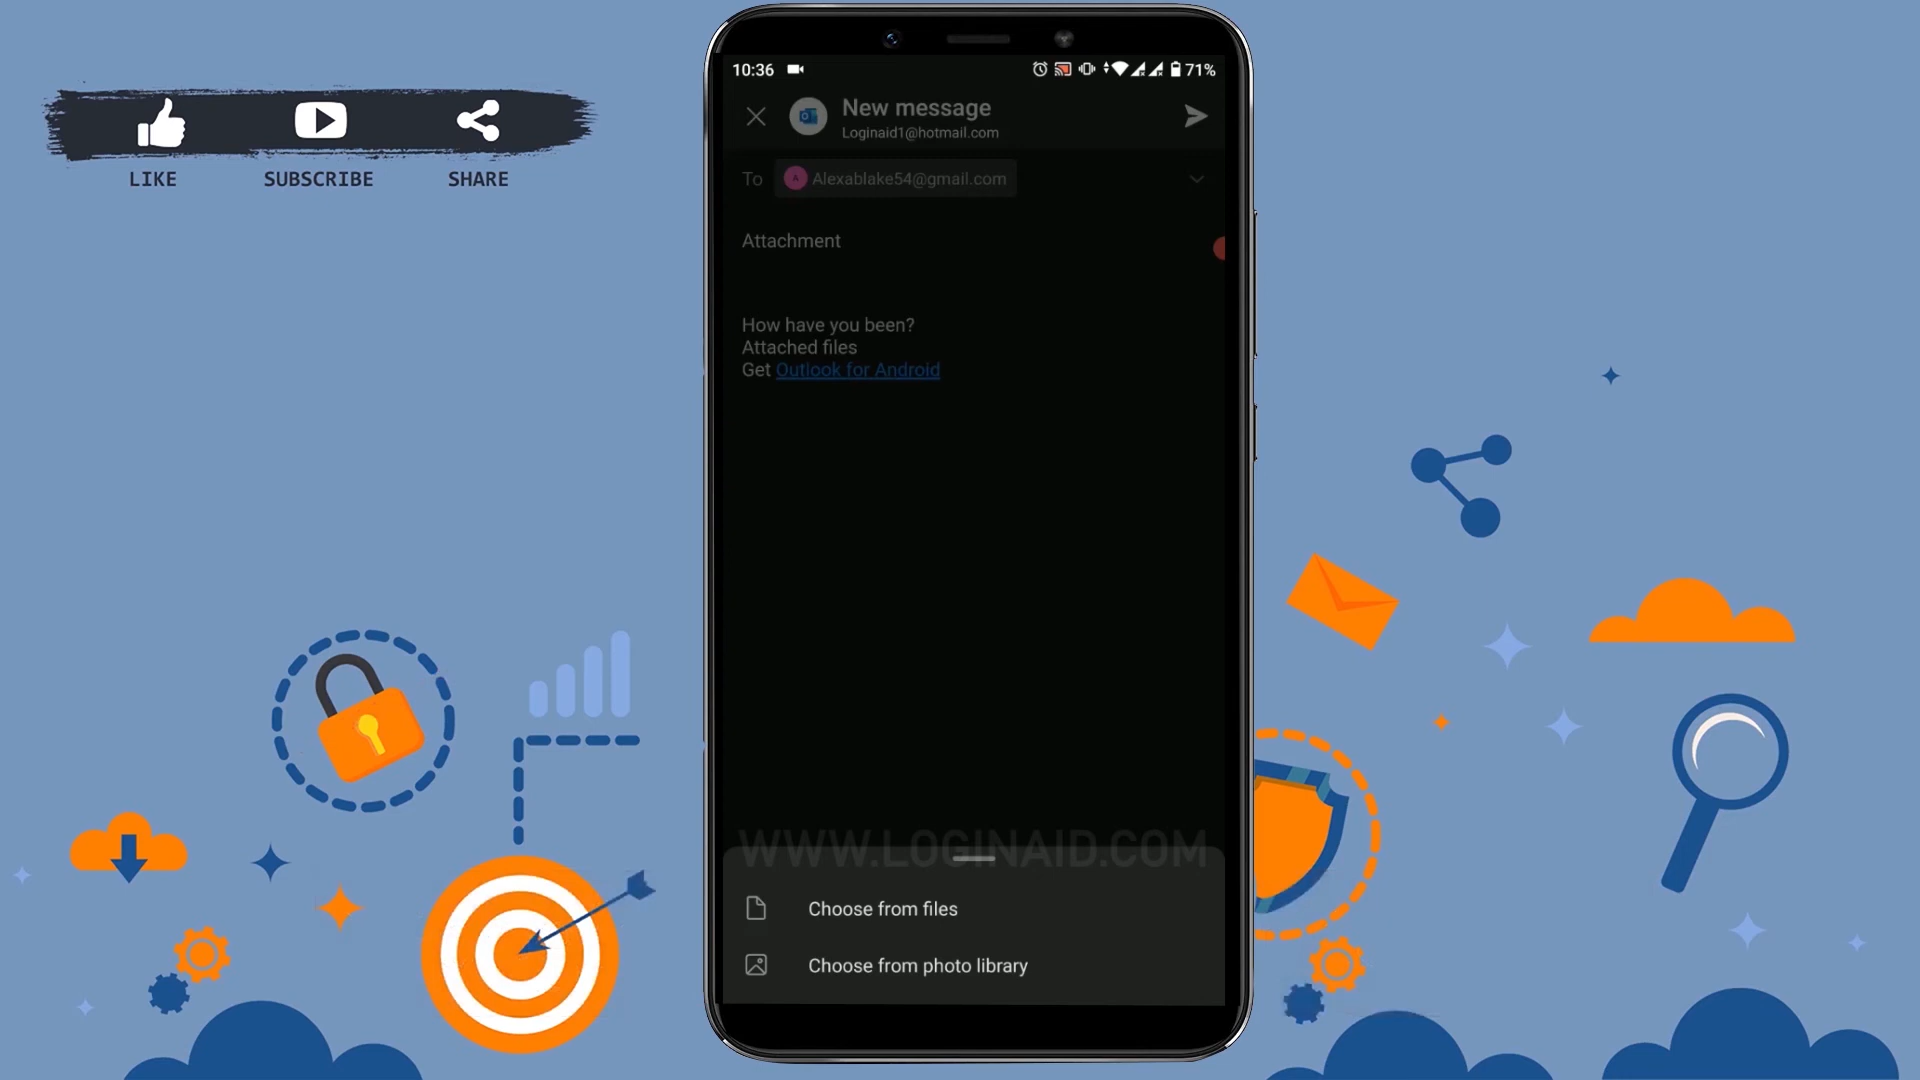 LIKE SUBSCRIBE SHARE
10:36 71%
New message
Loginaid1@hotmail.com
To Alexablake54@gmail.com
Attachment
How have you been?
Attached files
Get Outlook for Android
WWW.LOGINAID.COM
Choose from files
Choose from photo library